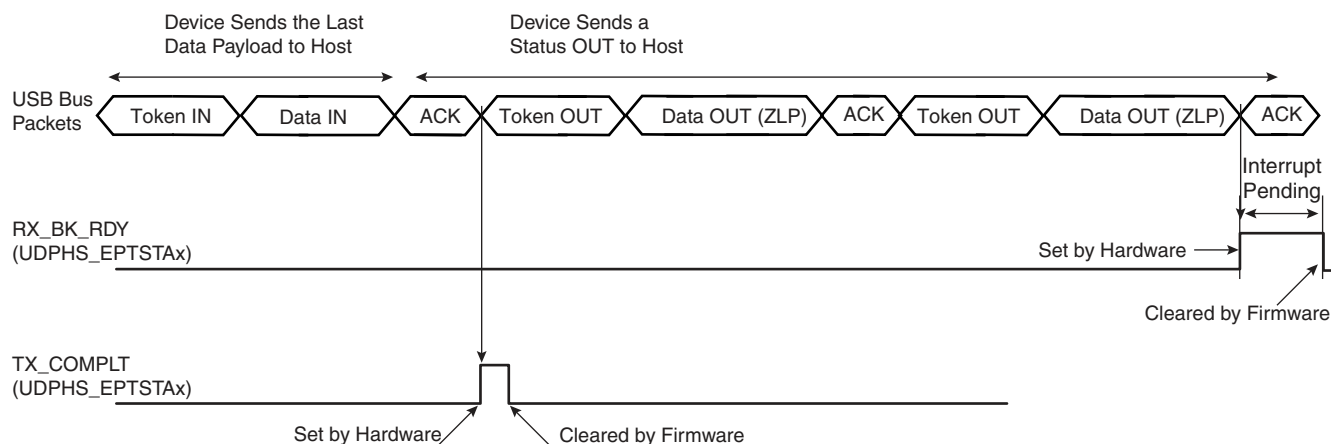 Device Sends the Last
Data Payload to Host
Device Sends a
Status OUT to Host
USB Bus
Packets
Token IN
Data IN
ACK
Token OUT
Data OUT (ZLP)
ACK
Token OUT
Data OUT (ZLP)
ACK
Interrupt
Pending
RX_BK_RDY
(UDPHS_EPTSTAx)
Set by Hardware
Cleared by Firmware
TX_COMPLT
(UDPHS_EPTSTAx)
Set by Hardware
Cleared by Firmware